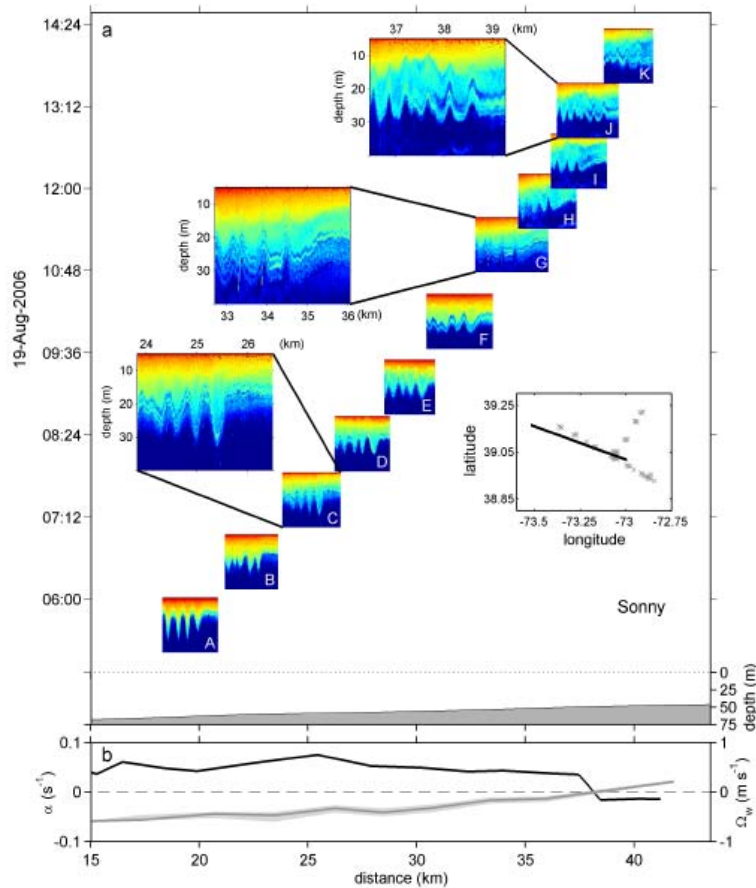 a
14:24
13:12
12:00
10:48
09:36
08:24
07:12
06:00
19-Aug-2006
37 38 39 (km)
10
20
30
depth (m)
K
J
I
H
10
20
30
depth (m)
33 34 35 36 (km)
G
F
24 25 26 (km)
10
20
30
depth (m)
E
D
C
B
A
39.25
39.05
38.85
latitude
-73.5 -73.25 -73 -72.75
longitude
Sonny
0
25
50
75
depth (m)
b
0.1
0
-0.1
α (s⁻¹)
1
0
-1
Ωw (m s⁻¹)
15 20 25 30 35 40
distance (km)